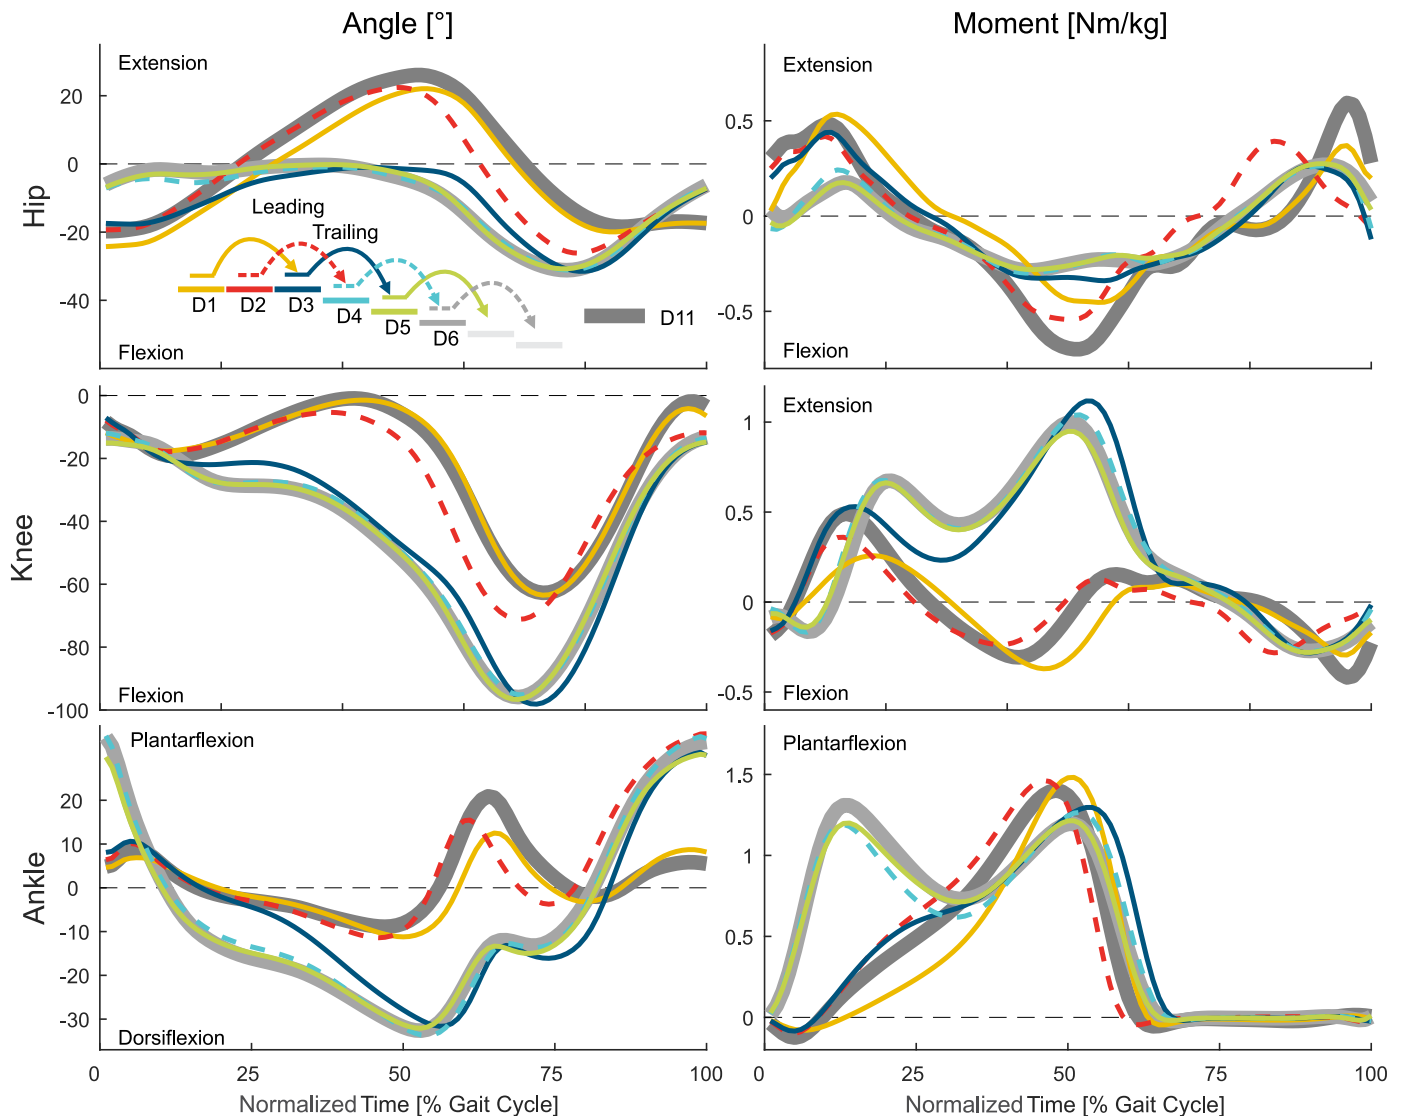 Angle [°]
Moment [Nm/kg]
Hip
Extension
20
0
-20
-40
Flexion
Leading
Trailing
D1
D2
D3
D4
D5
D6
D11
Extension
0.5
0
-0.5
Flexion
Knee
0
-20
-40
-60
-80
-100
Flexion
Extension
1
0.5
0
-0.5
Flexion
Ankle
Plantarflexion
20
10
0
-10
-20
-30
Dorsiflexion
0
25
50
75
100
Normalized Time [% Gait Cycle]
Plantarflexion
1.5
1
0.5
0
0
25
50
75
100
Normalized Time [% Gait Cycle]